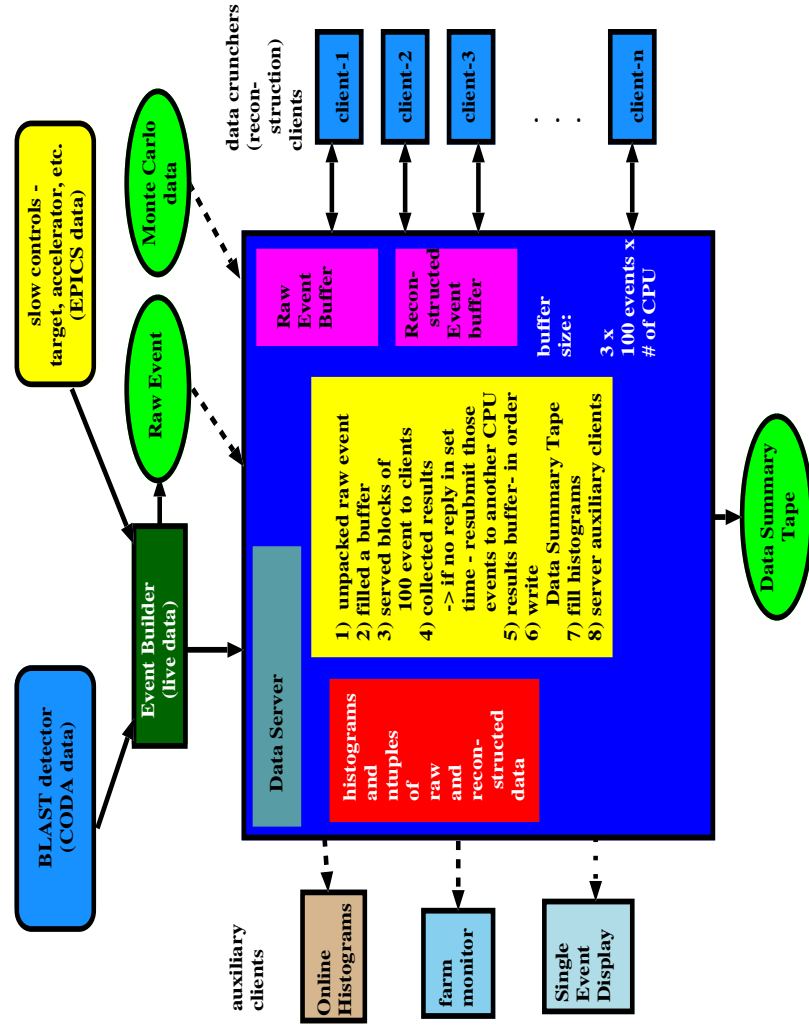 BLAST detector
(CODA data)
slow controls -
target, accelerator, etc.
(EPICS data)
Event Builder
(live data)
Raw Event
Monte Carlo
data
auxiliary
clients
Online
Histograms
farm
monitor
Single
Event
Display
Data Server
histograms
and
ntuples
of
raw
and
recon-
structed
data
1) unpacked raw event
2) filled a buffer
3) served blocks of
100 event to clients
4) collected results
-> if no reply in set
time - resubmit those
events to another CPU
5) results buffer- in order
6) write
Data Summary Tape
7) fill histograms
8) server auxiliary clients
Raw
Event
Buffer
Recon-
structed
Event
buffer
buffer
size:
3 x
100 events x
# of CPU
data crunchers
(recon-
struction)
clients
client-1
client-2
client-3
. . .
client-n
Data Summary
Tape